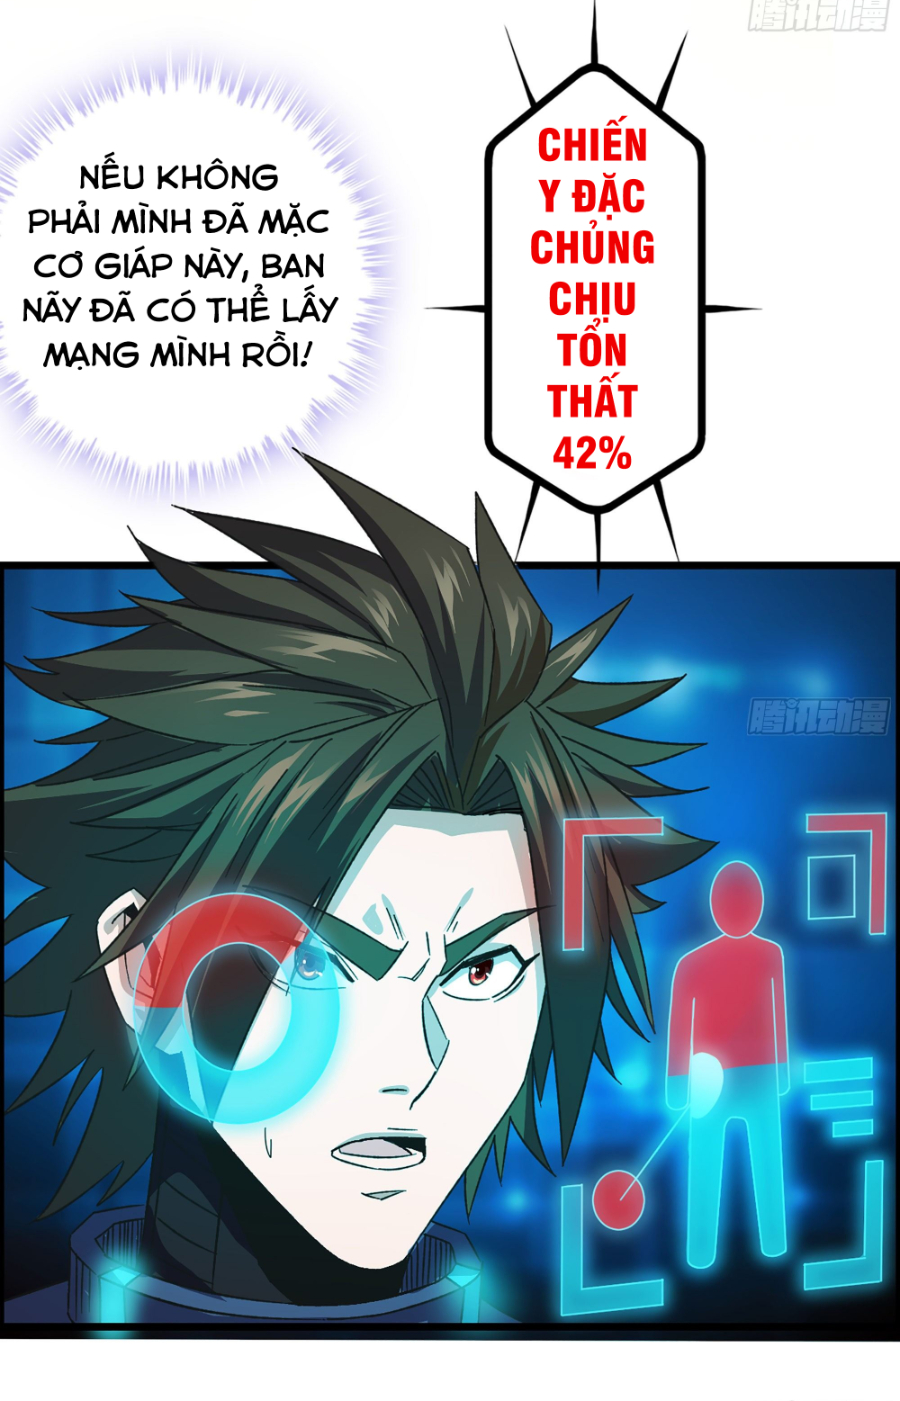 腾讯动漫
NẾU KHÔNG
PHẢI MÌNH ĐÃ MẶC
CƠ GIÁP NÀY, BAN
NÃY ĐÃ CÓ THỂ LẤY
MẠNG MÌNH RỒI!
CHIẾN
Y ĐẶC
CHỦNG
CHỊU
TỔN
THẤT
42%
腾讯动漫